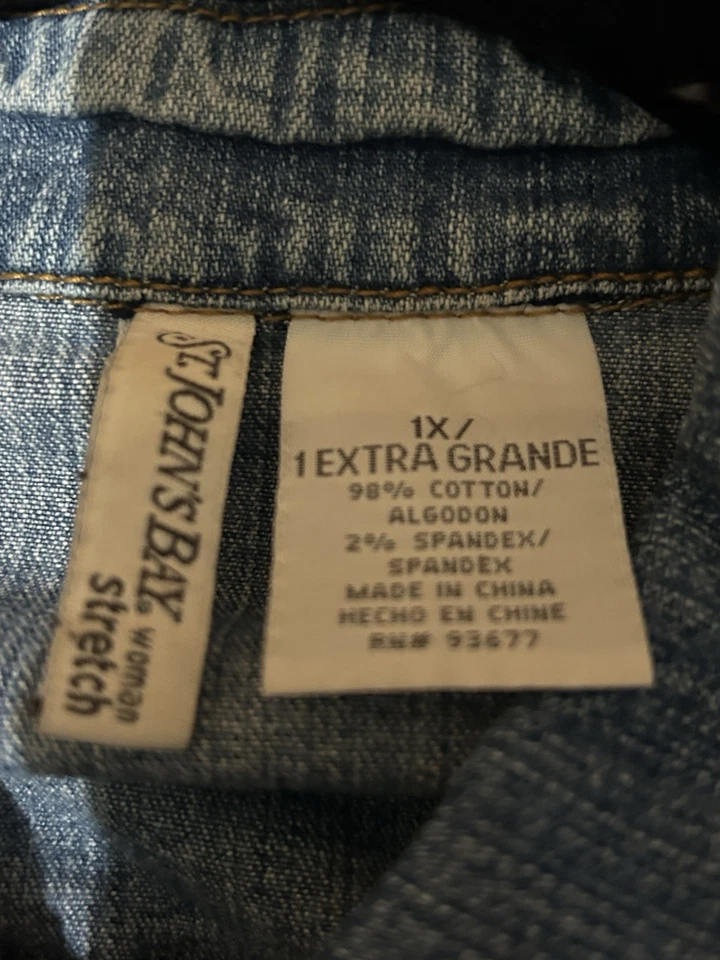 ST. JOHN'S BAY® woman
stretch
1X/
1 EXTRA GRANDE
98% COTTON/
ALGODON
2% SPANDEX/
SPANDEX
MADE IN CHINA
HECHO EN CHINE
RN# 93677